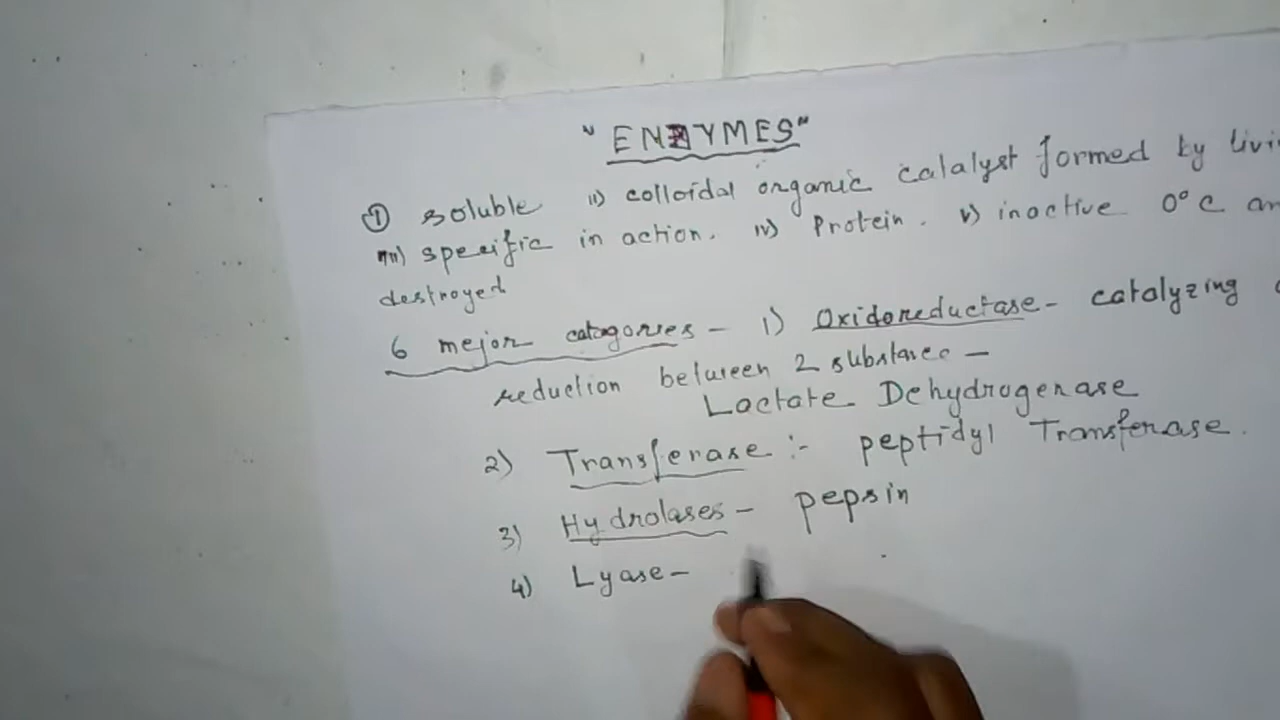 "ENZYMES"
① soluble ii) colloidal organic catalyst formed by livi
iii) specific in action. iv) Protein. v) inactive 0°C an
destroyed
6 mejor catagories - 1) Oxidoreductase - catalyzing
reduction between 2 substance -
Lactate Dehydrogenase
2) Transferase :- peptidyl Transferase.
3) Hydrolases - pepsin
4) Lyase -